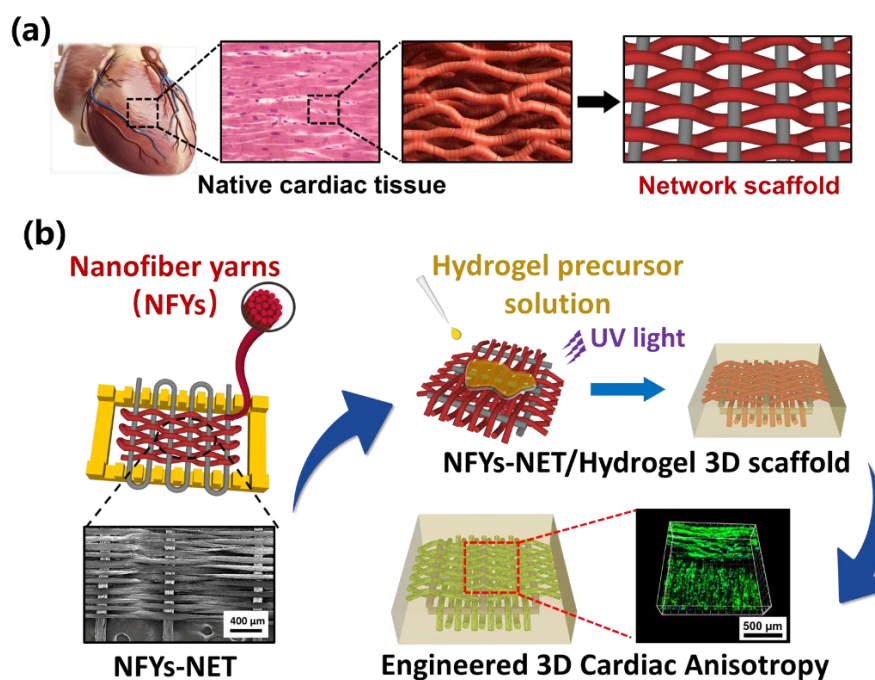 (a)
Native cardiac tissue
Network scaffold
(b)
Nanofiber yarns
(NFYs)
Hydrogel precursor
solution
UV light
NFYs-NET/Hydrogel 3D scaffold
400 μm
NFYs-NET
500 μm
Engineered 3D Cardiac Anisotropy